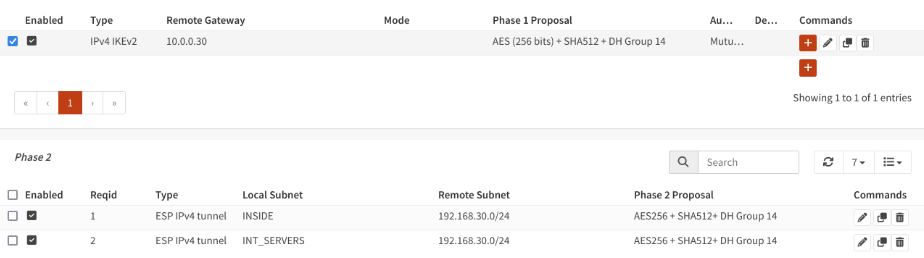 Enabled Type Remote Gateway Mode Phase 1 Proposal Au... De... Commands
IPv4 IKEv2 10.0.0.30 AES (256 bits) + SHA512 + DH Group 14 Mutu...
« ‹ 1 › »
Showing 1 to 1 of 1 entries
Phase 2
Search 7
Enabled Reqid Type Local Subnet Remote Subnet Phase 2 Proposal Commands
1 ESP IPv4 tunnel INSIDE 192.168.30.0/24 AES256 + SHA512+ DH Group 14
2 ESP IPv4 tunnel INT_SERVERS 192.168.30.0/24 AES256 + SHA512+ DH Group 14